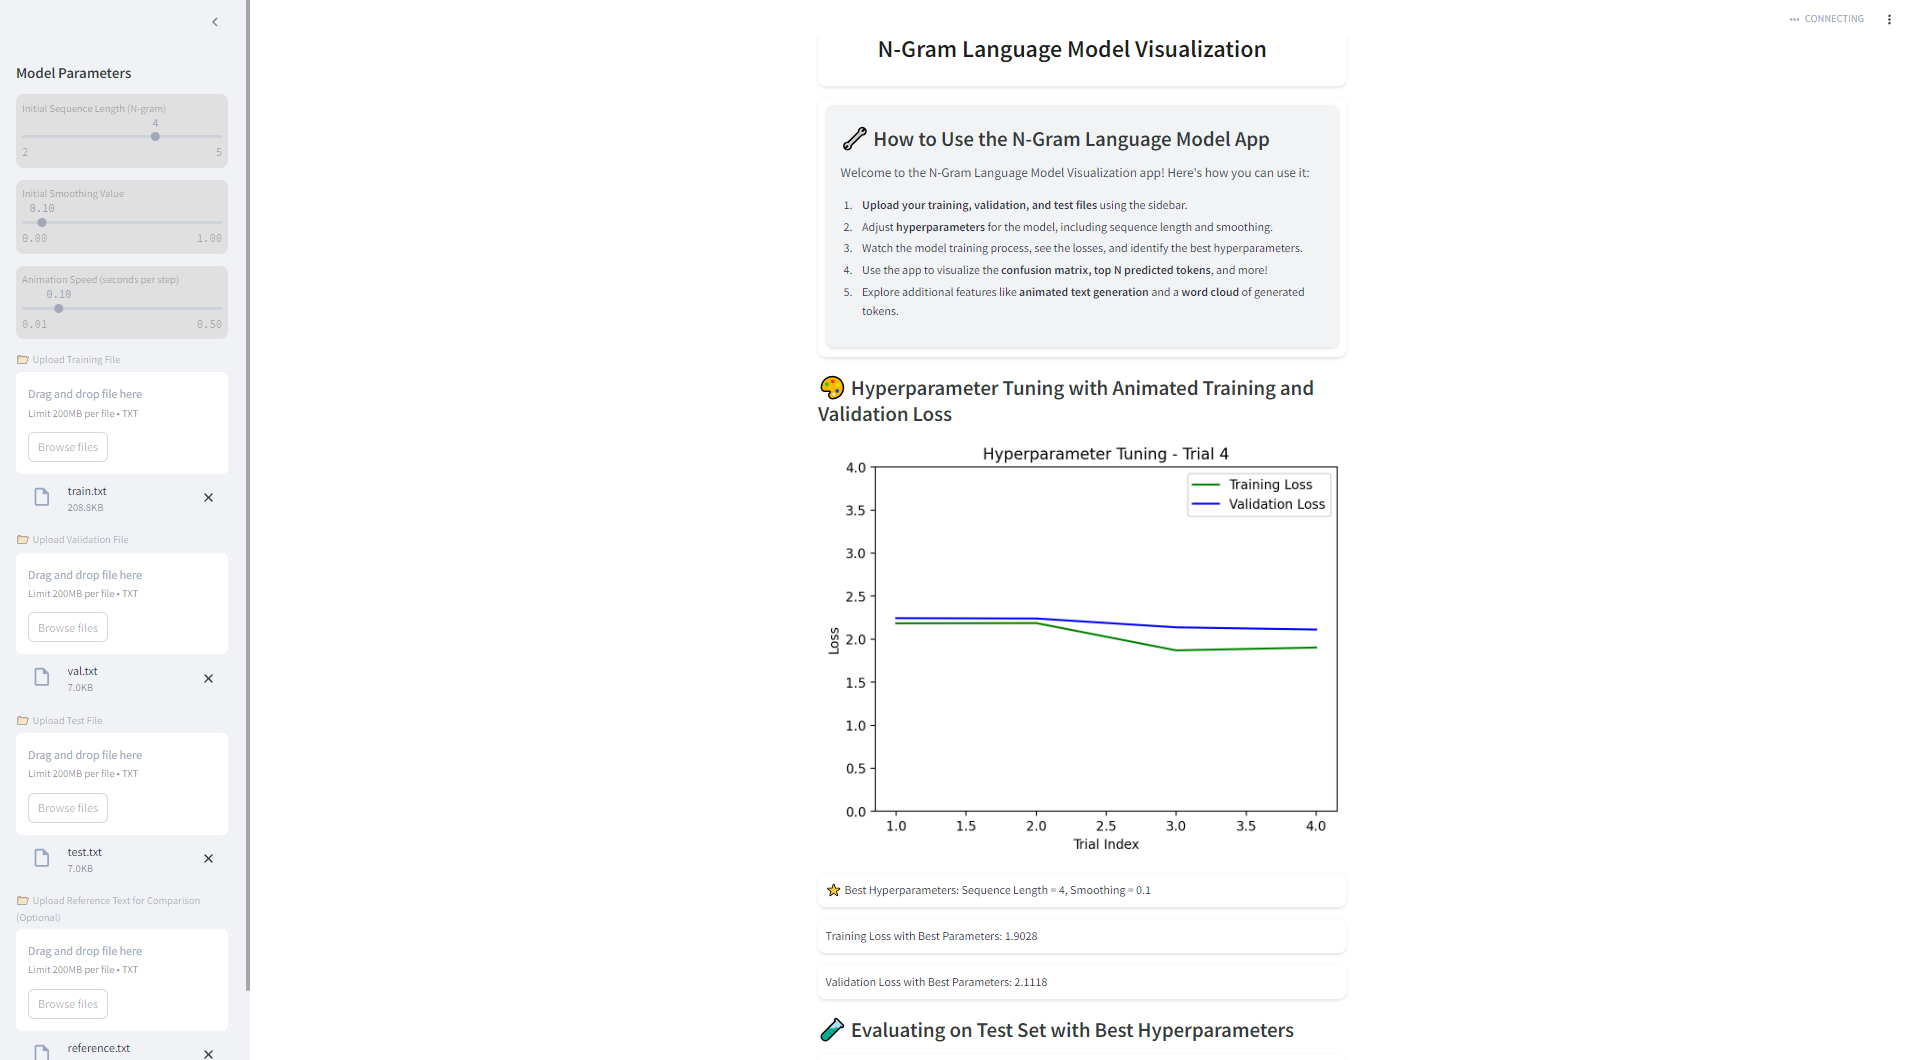 CONNECTING
Model Parameters
Initial Sequence Length (N-gram)
4
2 5
Initial Smoothing Value
0.10
0.00 1.00
Animation Speed (seconds per step)
0.10
0.01 0.50
Upload Training File
Drag and drop file here
Limit 200MB per file • TXT
Browse files
train.txt
208.8KB
Upload Validation File
Drag and drop file here
Limit 200MB per file • TXT
Browse files
val.txt
7.0KB
Upload Test File
Drag and drop file here
Limit 200MB per file • TXT
Browse files
test.txt
7.0KB
Upload Reference Text for Comparison
(Optional)
Drag and drop file here
Limit 200MB per file • TXT
Browse files
reference.txt
N-Gram Language Model Visualization
How to Use the N-Gram Language Model App
Welcome to the N-Gram Language Model Visualization app! Here's how you can use it:
1. Upload your training, validation, and test files using the sidebar.
2. Adjust hyperparameters for the model, including sequence length and smoothing.
3. Watch the model training process, see the losses, and identify the best hyperparameters.
4. Use the app to visualize the confusion matrix, top N predicted tokens, and more!
5. Explore additional features like animated text generation and a word cloud of generated
tokens.
Hyperparameter Tuning with Animated Training and
Validation Loss
Hyperparameter Tuning - Trial 4
Training Loss
Validation Loss
4.0
3.5
3.0
2.5
2.0
1.5
1.0
0.5
0.0
Loss
1.0 1.5 2.0 2.5 3.0 3.5 4.0
Trial Index
Best Hyperparameters: Sequence Length = 4, Smoothing = 0.1
Training Loss with Best Parameters: 1.9028
Validation Loss with Best Parameters: 2.1118
Evaluating on Test Set with Best Hyperparameters